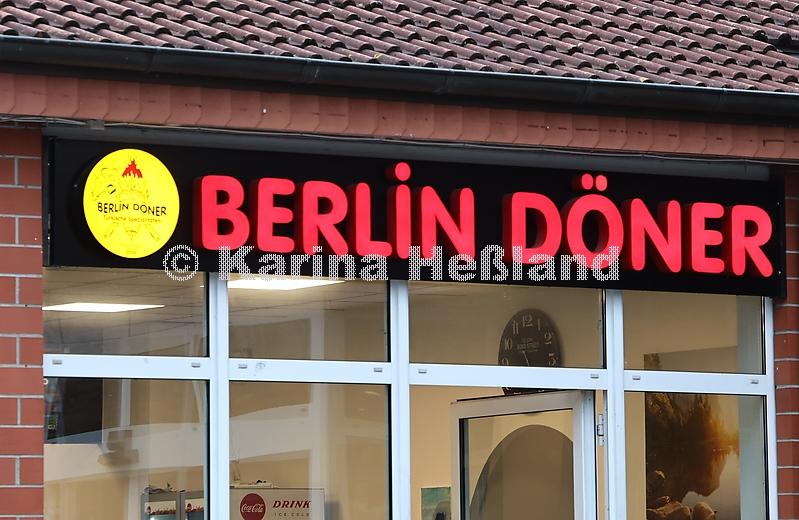 BERLiN DÖNER
BERLIN DÖNER
Türkische Spezialitäten
© Karina Heßland
Coca-Cola
DRINK
ICE COLD